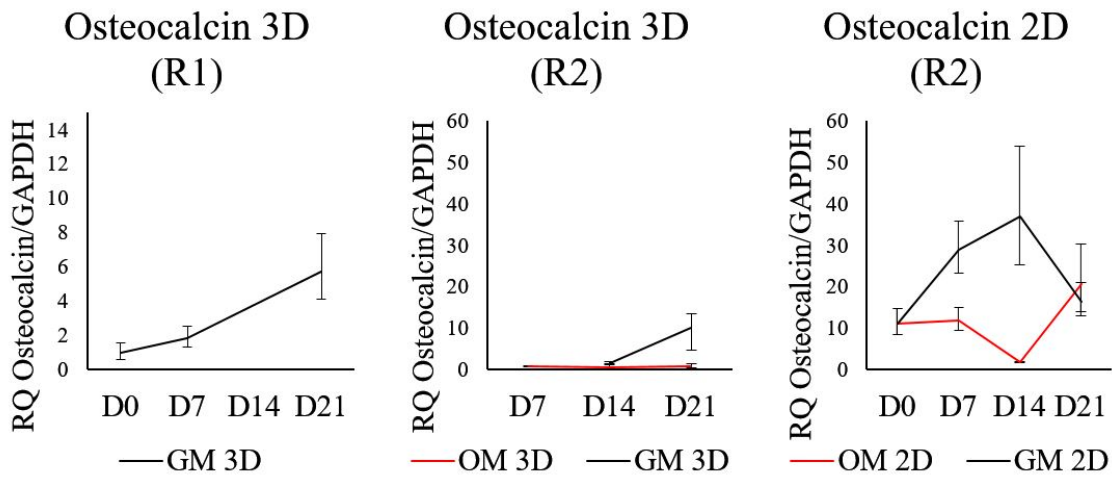 Osteocalcin 3D
(R1)
RQ Osteocalcin/GAPDH
14
12
10
8
6
4
2
0
D0 D7 D14 D21
GM 3D
Osteocalcin 3D
(R2)
RQ Osteocalcin/GAPDH
60
50
40
30
20
10
0
D7 D14 D21
OM 3D GM 3D
Osteocalcin 2D
(R2)
RQ Osteocalcin/GAPDH
60
50
40
30
20
10
0
D0 D7 D14 D21
OM 2D GM 2D